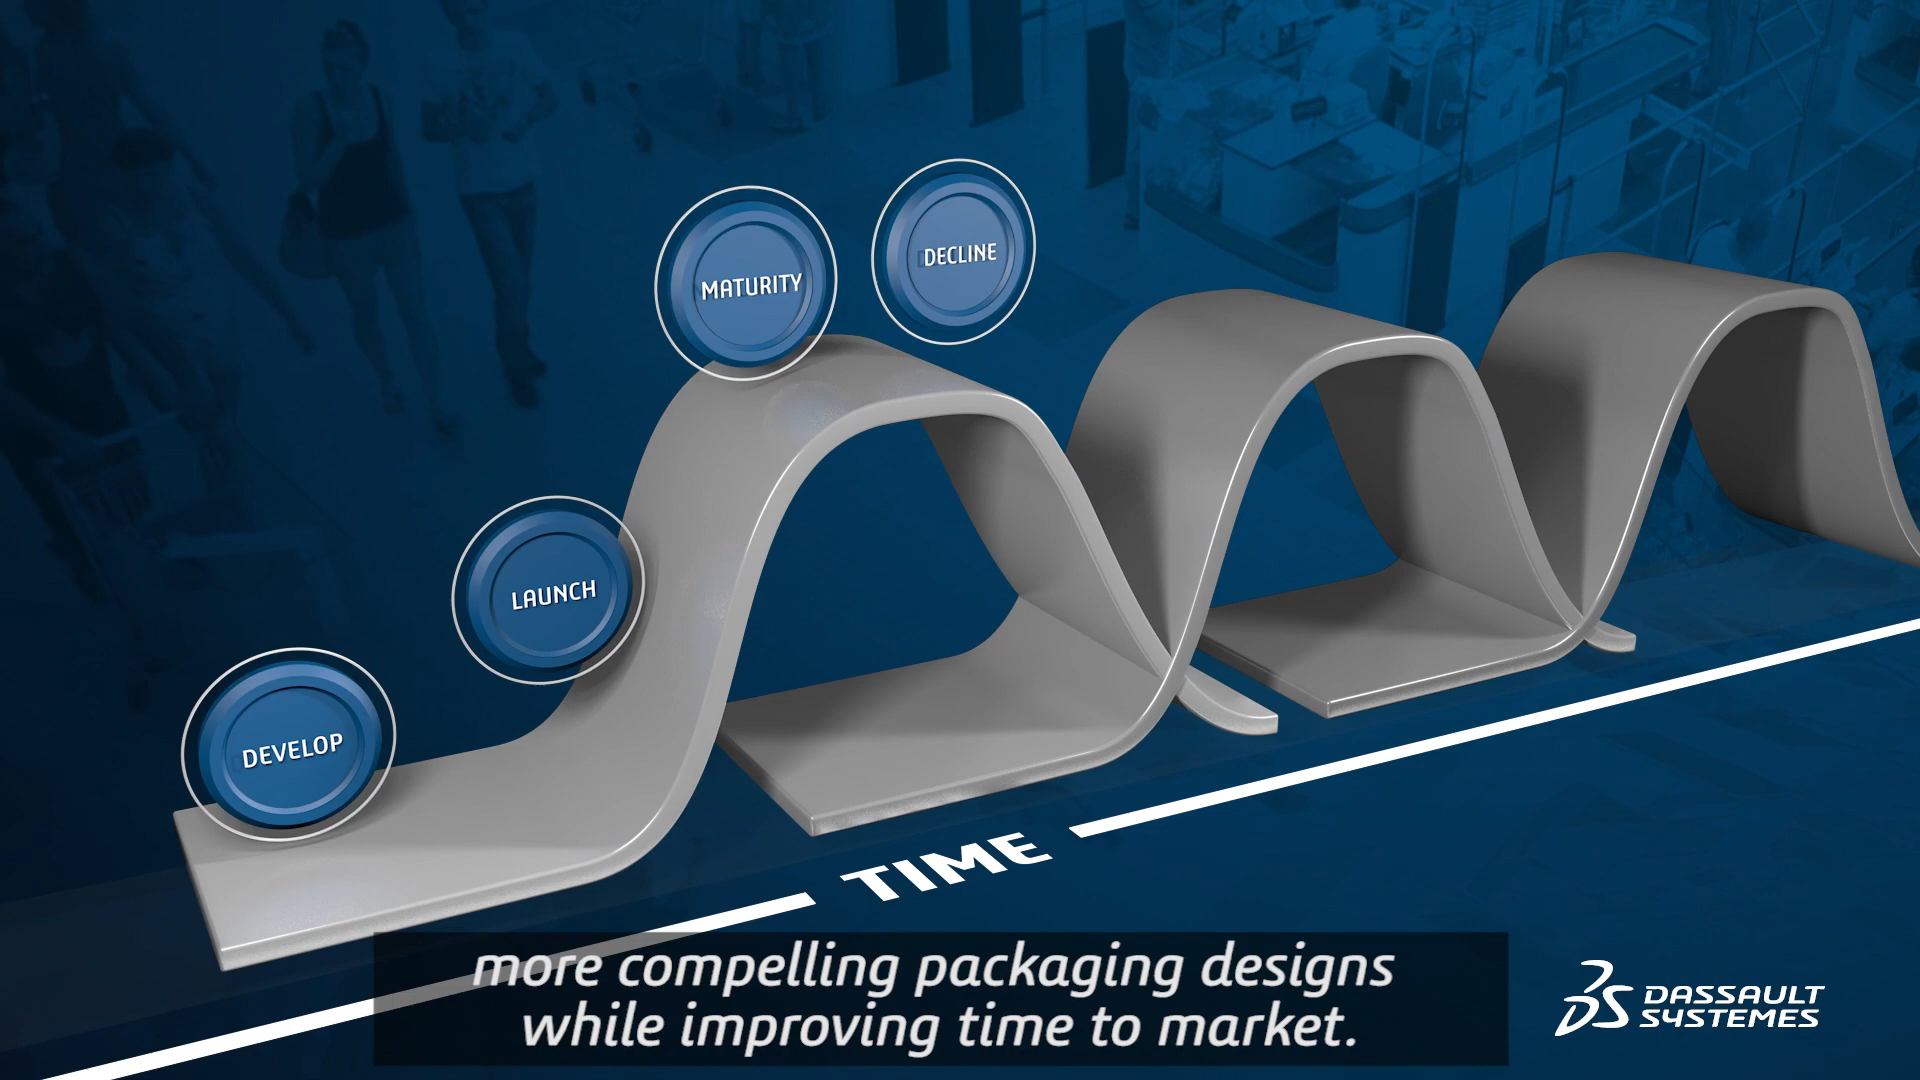 DECLINE
MATURITY
LAUNCH
DEVELOP
TIME
more compelling packaging designs
while improving time to market.
DASSAULT
SYSTEMES